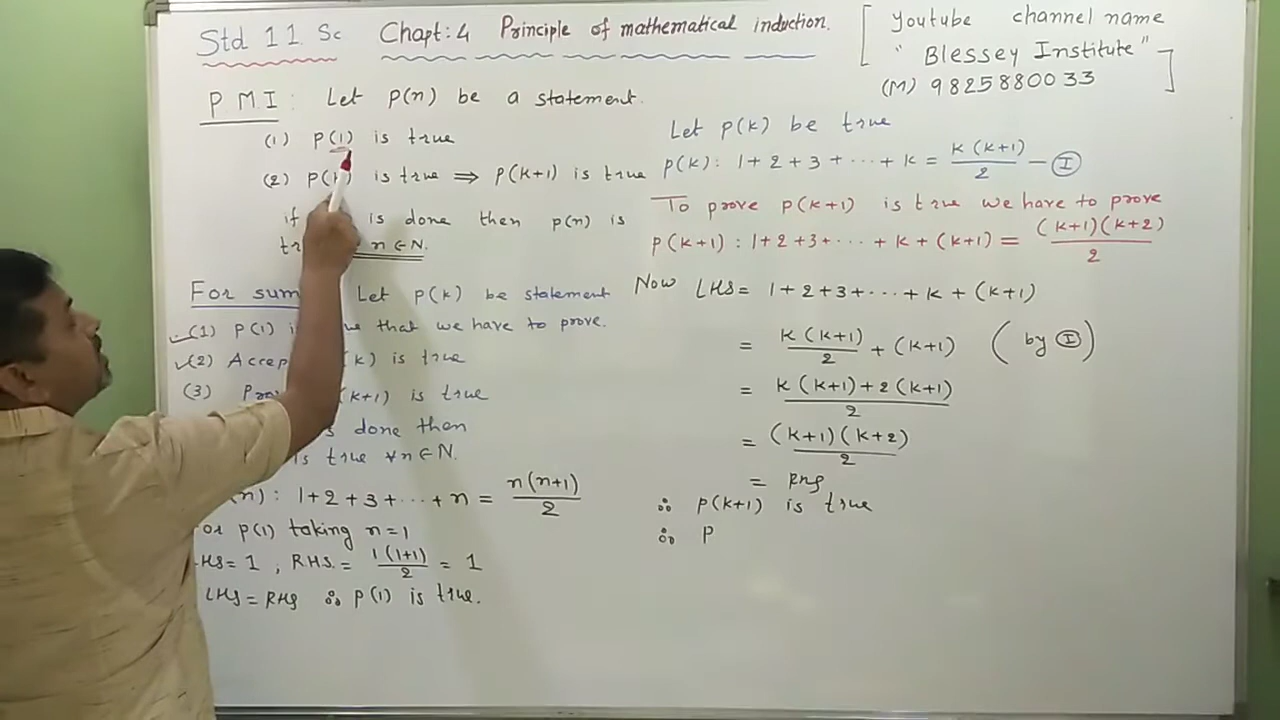 Std 11 Sc Chapt: 4 Principle of mathematical induction.
[ Youtube channel name
" Blessey Institute" ]
(M) 9825880033
PMI : Let P(n) be a statement.
(1) P(1) is true
(2) P( ) is true ⇒ P(k+1) is true
if is done then P(n) is
n ∈ N.
For Let P(k) be statement
(1) P(1) that we have to prove.
(2) (k) is true
(3) (k+1) is true
done then
is true ∀ n ∈ N.
(n): 1+2+3+...+n = n(n+1)/2
For P(1) taking n=1
LHS = 1 , RHS. = 1(1+1)/2 = 1
LHS = RHS ∴ P(1) is true.
Let P(k) be true
P(k): 1+2+3+...+k = k(k+1)/2 — (I)
To prove P(k+1) is true we have to prove
P(k+1): 1+2+3+...+k+(k+1) = (k+1)(k+2)/2
Now LHS = 1+2+3+...+k+(k+1)
= k(k+1)/2 + (k+1) (by (I))
= k(k+1)+2(k+1)/2
= (k+1)(k+2)/2
= RHS
∴ P(k+1) is true
∴ P